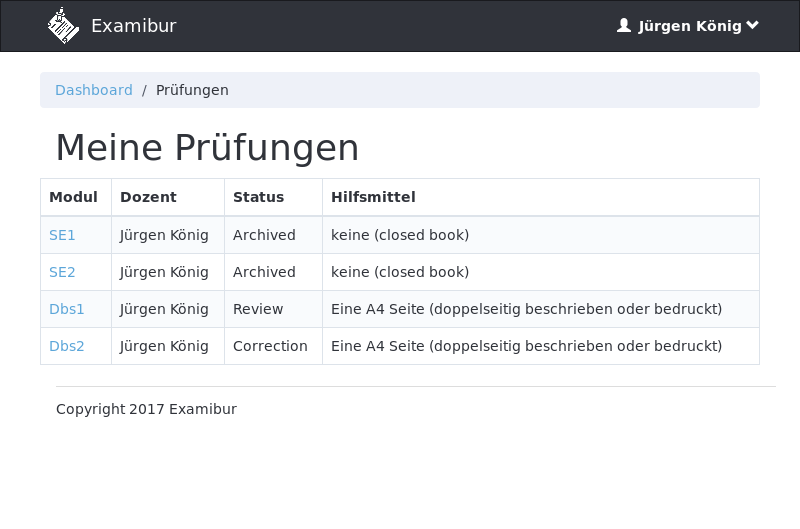 Examibur
Jürgen König
Dashboard / Prüfungen
Meine Prüfungen
Modul Dozent Status Hilfsmittel
SE1 Jürgen König Archived keine (closed book)
SE2 Jürgen König Archived keine (closed book)
Dbs1 Jürgen König Review Eine A4 Seite (doppelseitig beschrieben oder bedruckt)
Dbs2 Jürgen König Correction Eine A4 Seite (doppelseitig beschrieben oder bedruckt)
Copyright 2017 Examibur